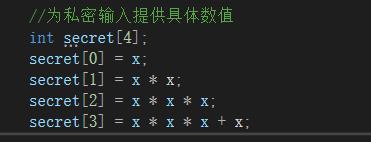 //为私密输入提供具体数值
int secret[4];
secret[0] = x;
secret[1] = x * x;
secret[2] = x * x * x;
secret[3] = x * x * x + x;